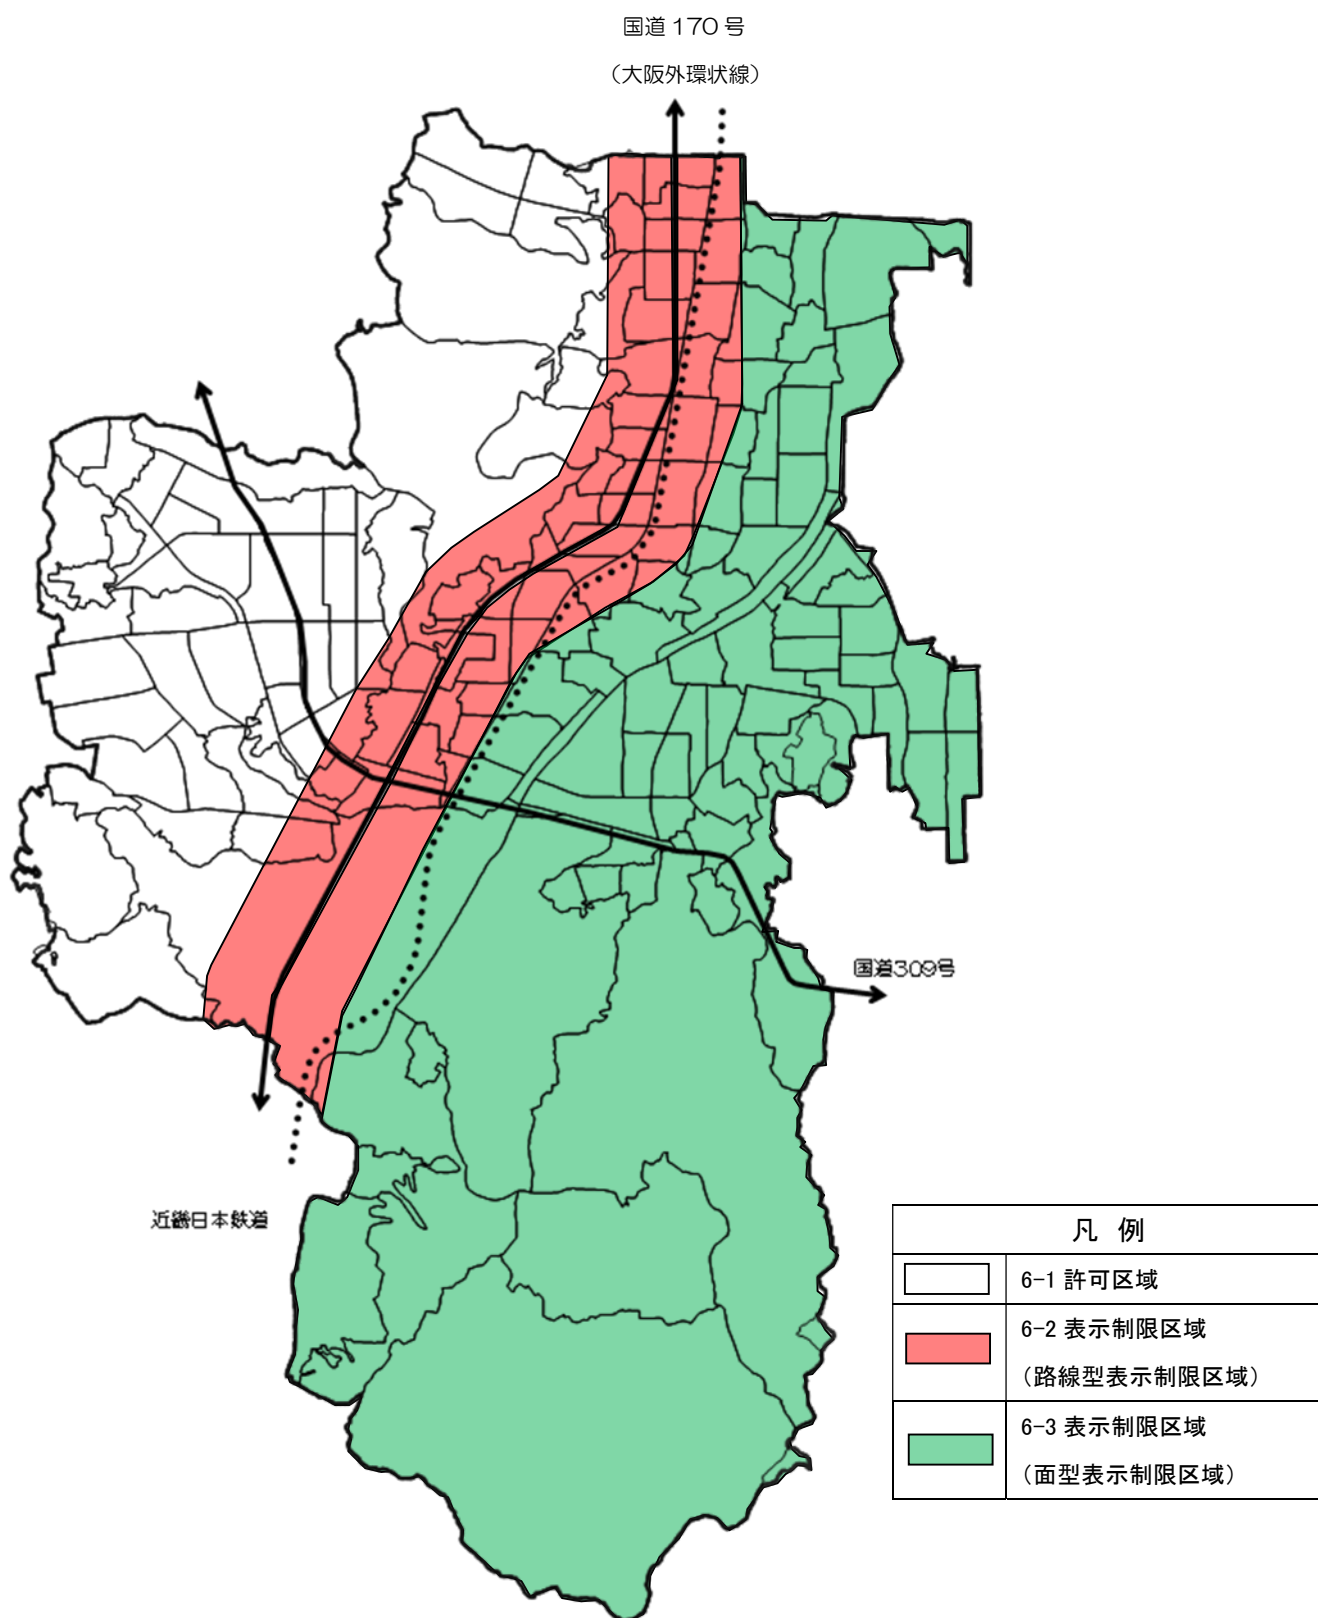 国道 170 号
（大阪外環状線）
国道309号
近畿日本鉄道
凡 例
6-1 許可区域
6-2 表示制限区域
（路線型表示制限区域）
6-3 表示制限区域
（面型表示制限区域）